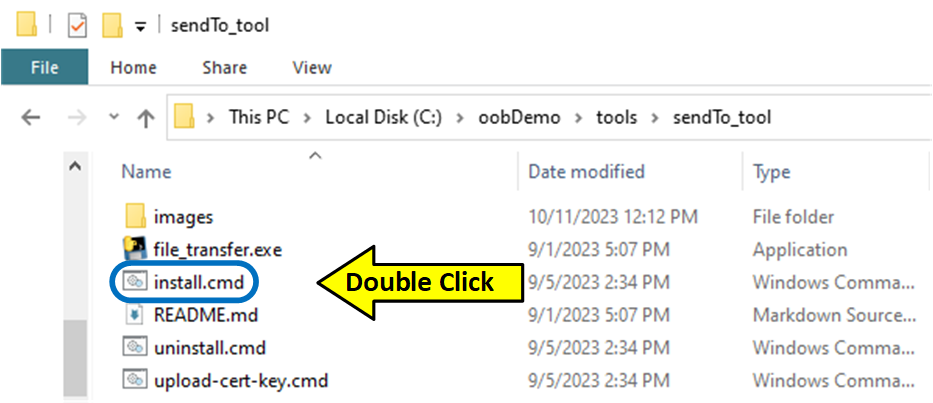 sendTo_tool
File Home Share View
This PC > Local Disk (C:) > oobDemo > tools > sendTo_tool
Name Date modified Type
images 10/11/2023 12:12 PM File folder
file_transfer.exe 9/1/2023 5:07 PM Application
install.cmd Double Click 9/5/2023 2:34 PM Windows Comma...
README.md 9/1/2023 5:07 PM Markdown Source...
uninstall.cmd 9/5/2023 2:34 PM Windows Comma...
upload-cert-key.cmd 9/5/2023 2:34 PM Windows Comma...